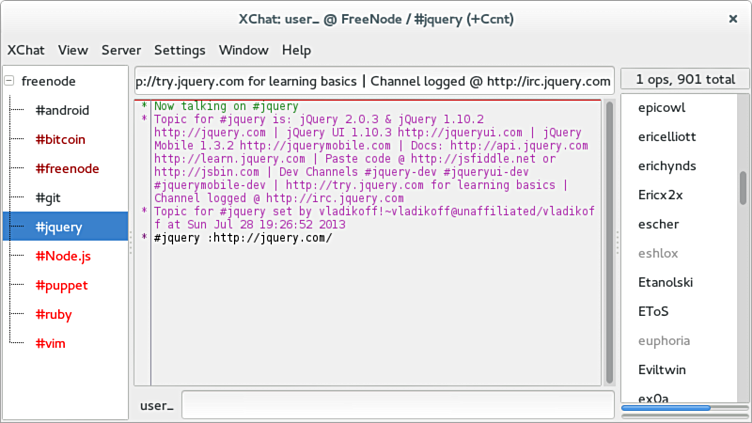 XChat: user_ @ FreeNode / #jquery (+Ccnt)
XChat View Server Settings Window Help
freenode
#android
#bitcoin
#freenode
#git
#jquery
#Node.js
#puppet
#ruby
#vim
p://try.jquery.com for learning basics | Channel logged @ http://irc.jquery.com
* Now talking on #jquery
* Topic for #jquery is: jQuery 2.0.3 & jQuery 1.10.2
http://jquery.com | jQuery UI 1.10.3 http://jqueryui.com | jQuery
Mobile 1.3.2 http://jquerymobile.com | Docs: http://api.jquery.com
http://learn.jquery.com | Paste code @ http://jsfiddle.net or
http://jsbin.com | Dev Channels #jquery-dev #jqueryui-dev
#jquerymobile-dev | http://try.jquery.com for learning basics |
Channel logged @ http://irc.jquery.com
* Topic for #jquery set by vladikoff!~vladikoff@unaffiliated/vladikof
f at Sun Jul 28 19:26:52 2013
* #jquery :http://jquery.com/
user_
1 ops, 901 total
epicowl
ericelliott
erichynds
Ericx2x
escher
eshlox
Etanolski
EToS
euphoria
Eviltwin
ex0a